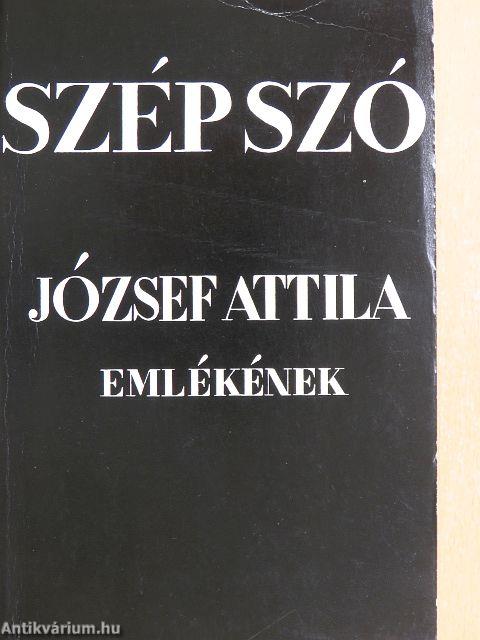 SZÉP SZÓ
JÓZSEF ATTILA
EMLÉKÉNEK
Antikvárium.hu